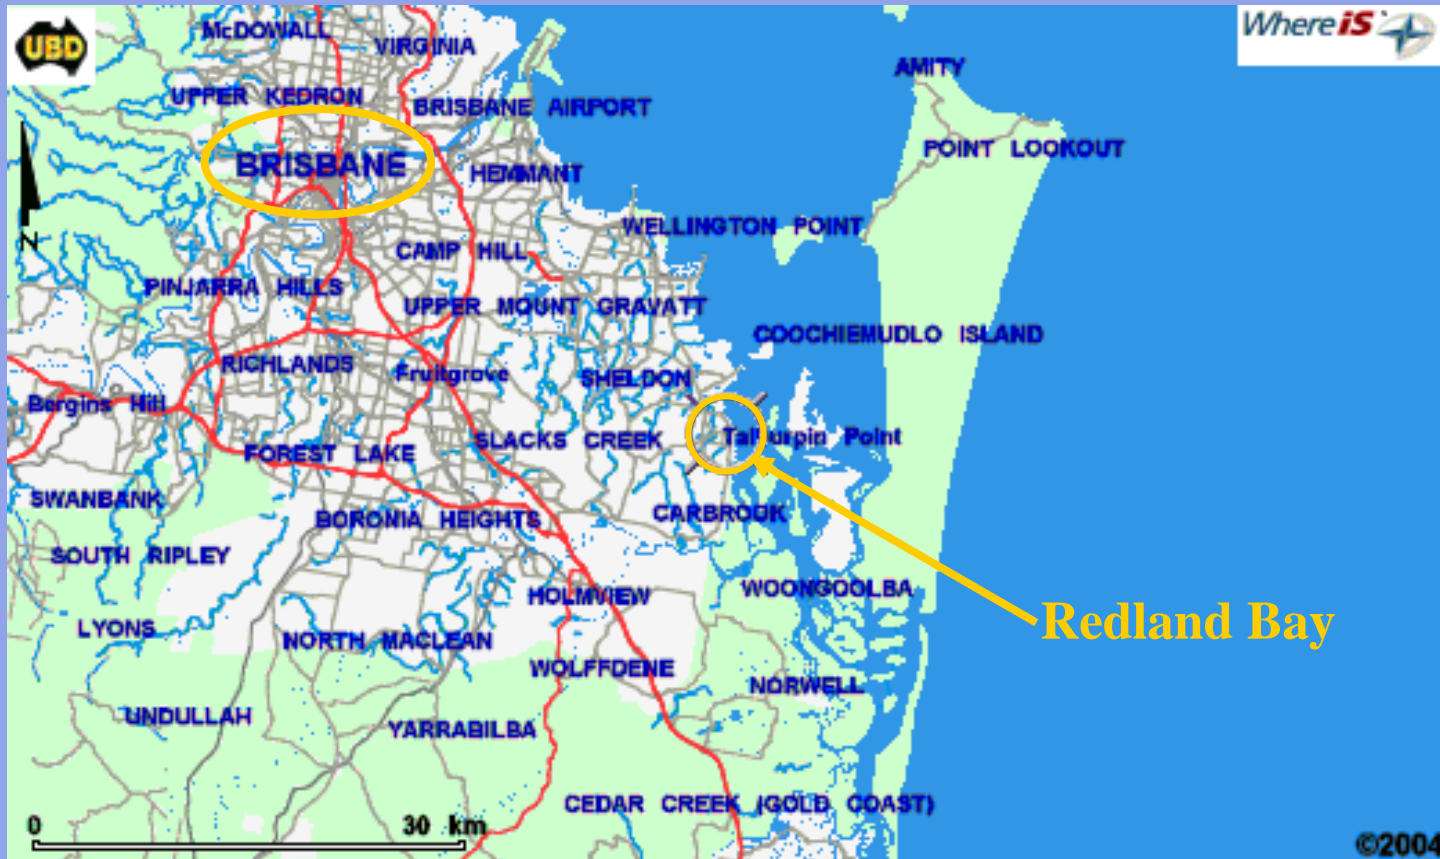 UBD
WhereiS
McDOWALL
VIRGINIA
AMITY
UPPER KEDRON
BRISBANE AIRPORT
POINT LOOKOUT
BRISBANE
HEMMANT
WELLINGTON POINT
N
CAMP HILL
PINJARRA HILLS
UPPER MOUNT GRAVATT
COOCHIEMUDLO ISLAND
RICHLANDS
Fruitgrove
SHELDON
Bergins Hill
SLACKS CREEK
Talburpin Point
FOREST LAKE
SWANBANK
BORONIA HEIGHTS
CARBROOK
SOUTH RIPLEY
HOLMVIEW
WOONGOOLBA
Redland Bay
LYONS
NORTH MACLEAN
WOLFFDENE
NORWELL
UNDULLAH
YARRABILBA
CEDAR CREEK (GOLD COAST)
0 30 km
©2004